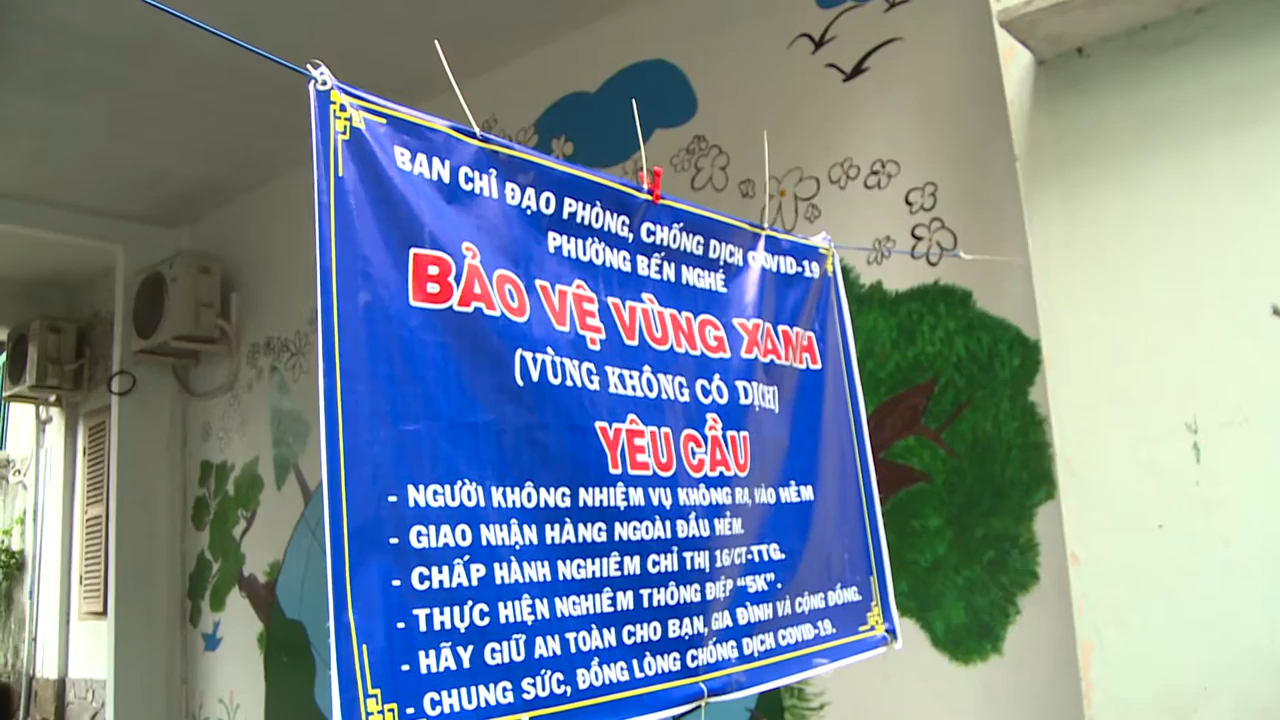 BAN CHỈ ĐẠO PHÒNG, CHỐNG DỊCH COVID-19
PHƯỜNG BẾN NGHÉ
BẢO VỆ VÙNG XANH
(VÙNG KHÔNG CÓ DỊCH)
YÊU CẦU
- NGƯỜI KHÔNG NHIỆM VỤ KHÔNG RA, VÀO HẺM
- GIAO NHẬN HÀNG NGOÀI ĐẦU HẺM.
- CHẤP HÀNH NGHIÊM CHỈ THỊ 16/CT-TTG.
- THỰC HIỆN NGHIÊM THÔNG ĐIỆP "5K".
- HÃY GIỮ AN TOÀN CHO BẠN, GIA ĐÌNH VÀ CỘNG ĐỒNG.
- CHUNG SỨC, ĐỒNG LÒNG CHỐNG DỊCH COVID-19.